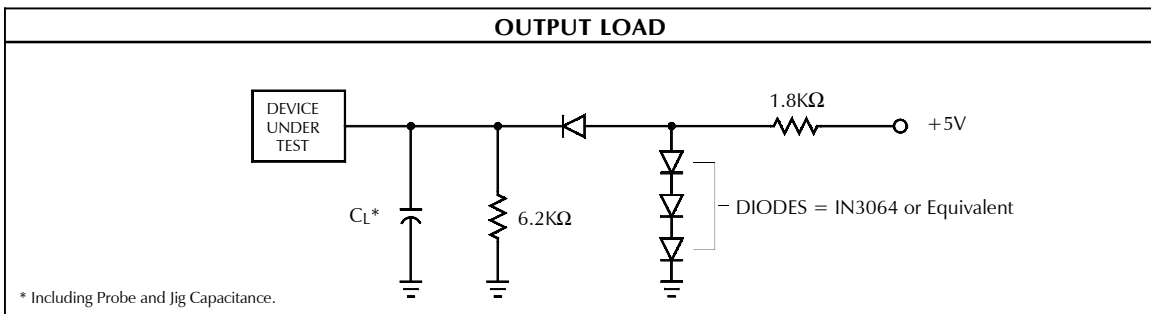 OUTPUT LOAD
DEVICE
UNDER
TEST
1.8KΩ
+5V
CL*
6.2KΩ
DIODES = IN3064 or Equivalent
* Including Probe and Jig Capacitance.